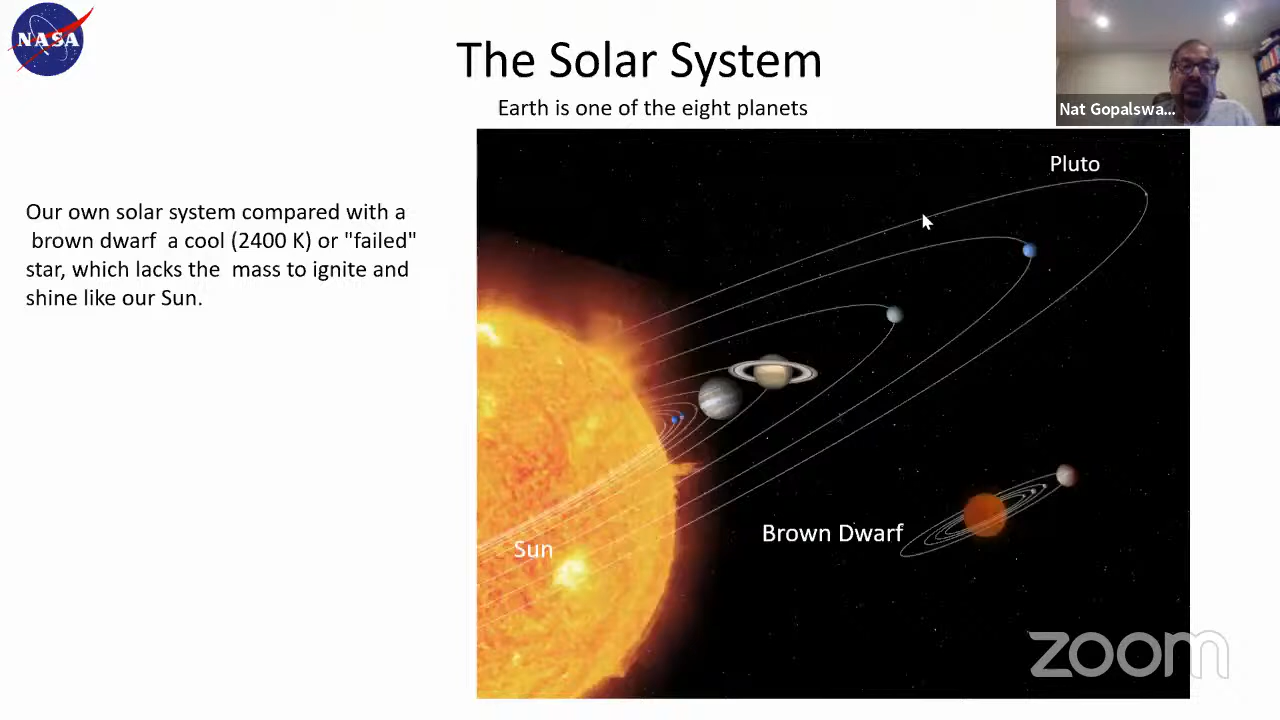 NASA
The Solar System
Earth is one of the eight planets
Nat Gopalswa...
Our own solar system compared with a
brown dwarf a cool (2400 K) or "failed"
star, which lacks the mass to ignite and
shine like our Sun.
Pluto
Brown Dwarf
Sun
zoom